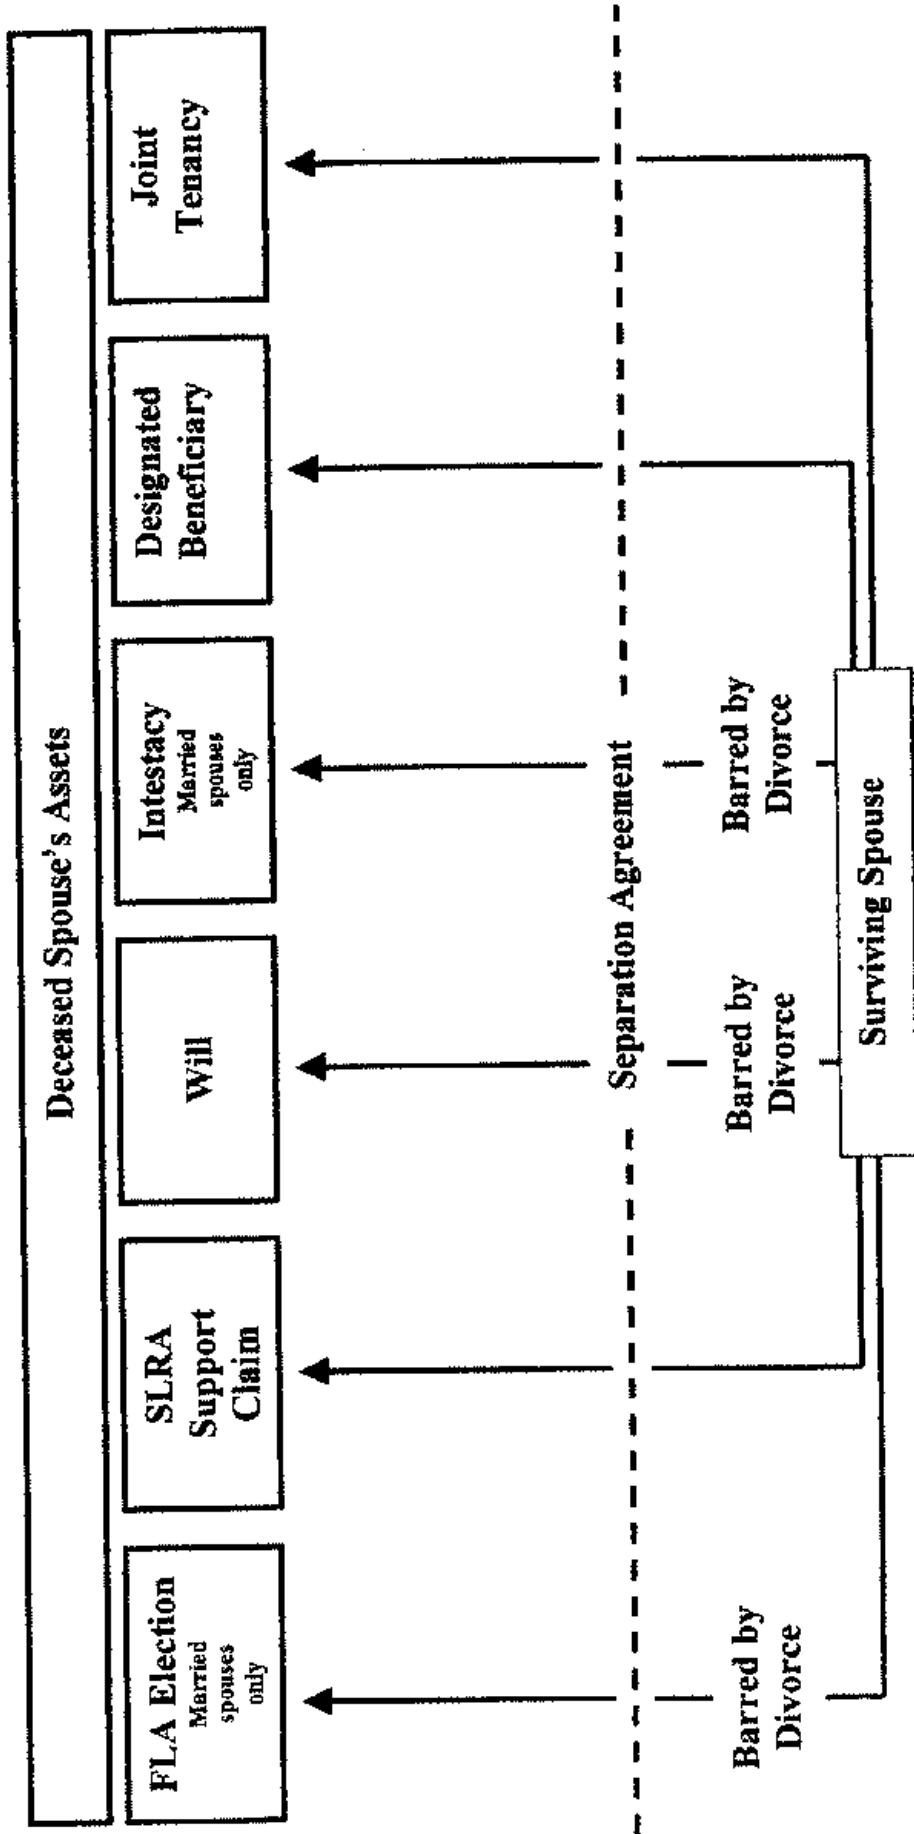 Deceased Spouse's Assets
FLA Election
Married
spouses
only
SLRA
Support
Claim
Will
Intestacy
Married
spouses
only
Designated
Beneficiary
Joint
Tenancy
Separation Agreement
Barred by
Divorce
Barred by
Divorce
Barred by
Divorce
Surviving Spouse